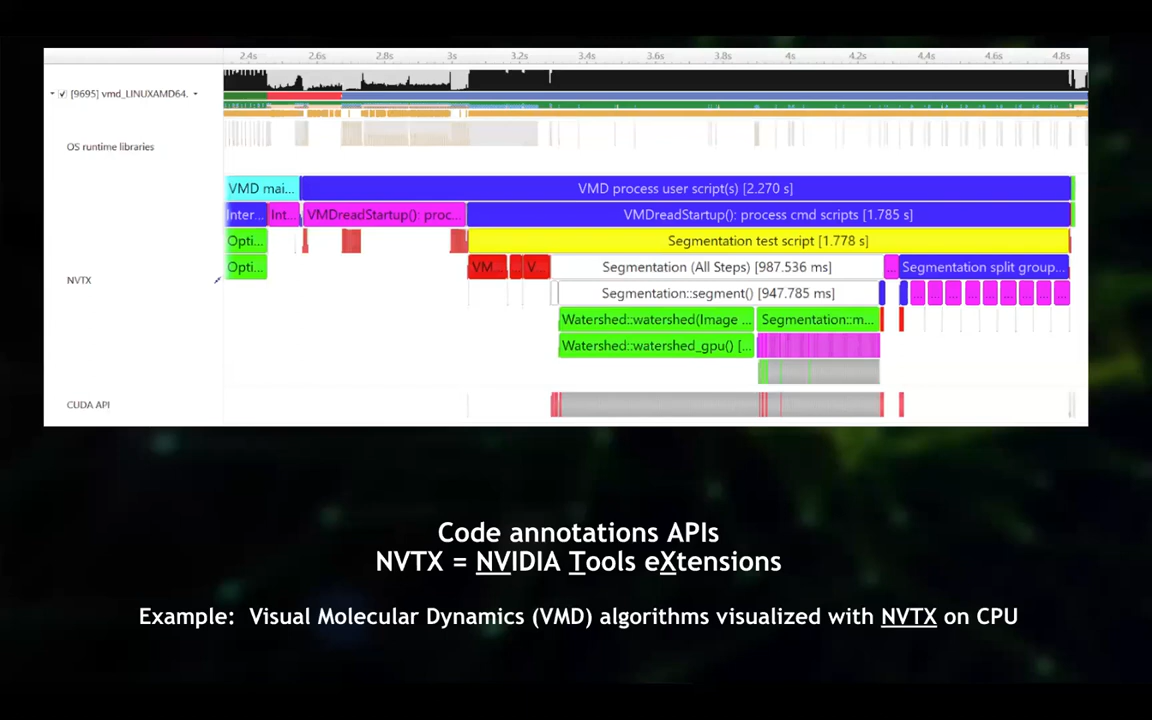 2.4s 2.6s 2.8s 3s 3.2s 3.4s 3.6s 3.8s 4s 4.2s 4.4s 4.6s 4.8s
[9695] vmd_LINUXAMD64.
OS runtime libraries
VMD mai... VMD process user script(s) [2.270 s]
Inter... Int... VMDreadStartup(): proc... VMDreadStartup(): process cmd scripts [1.785 s]
Opti... Segmentation test script [1.778 s]
Opti... VM... V... Segmentation (All Steps) [987.536 ms] ... Segmentation split group...
NVTX
Segmentation::segment() [947.785 ms] ... ... ... ... ... ... ... ... ...
Watershed::watershed(Image ... Segmentation::m...
Watershed::watershed_gpu() [...
CUDA API
Code annotations APIs
NVTX = NVIDIA Tools eXtensions
Example: Visual Molecular Dynamics (VMD) algorithms visualized with NVTX on CPU